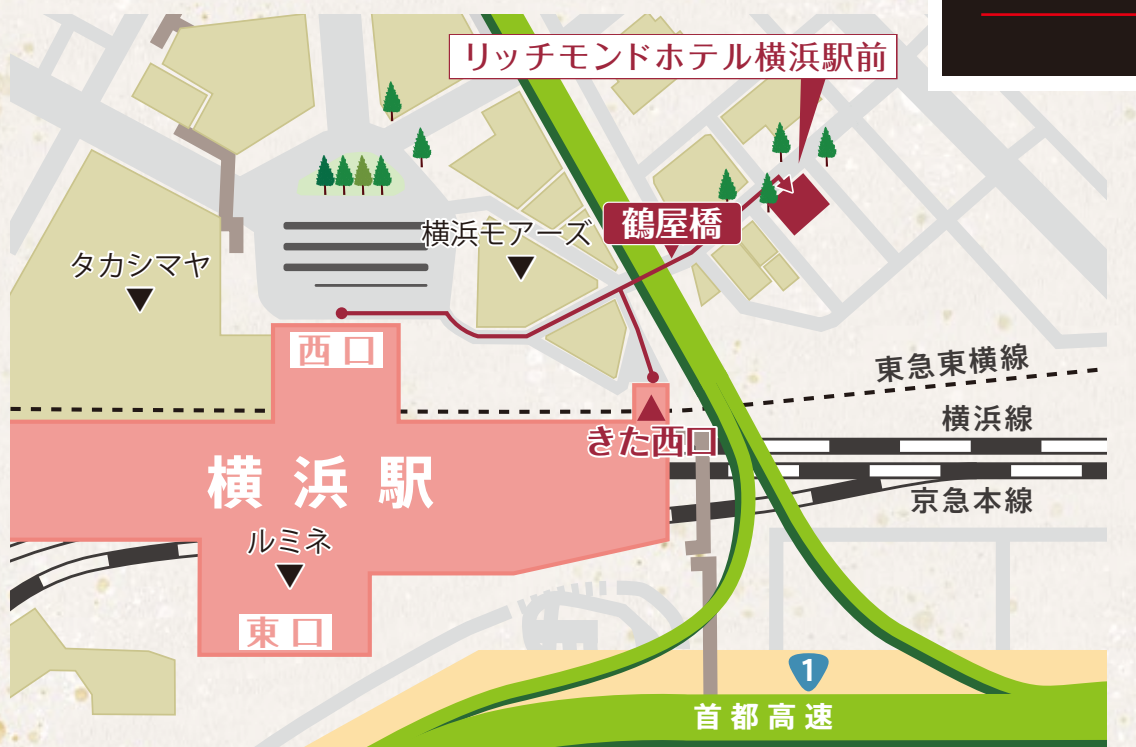 リッチモンドホテル横浜駅前
鶴屋橋
横浜モアーズ
タカシマヤ
西口
東急東横線
横浜線
きた西口
横浜駅
京急本線
ルミネ
東口
1
首都高速